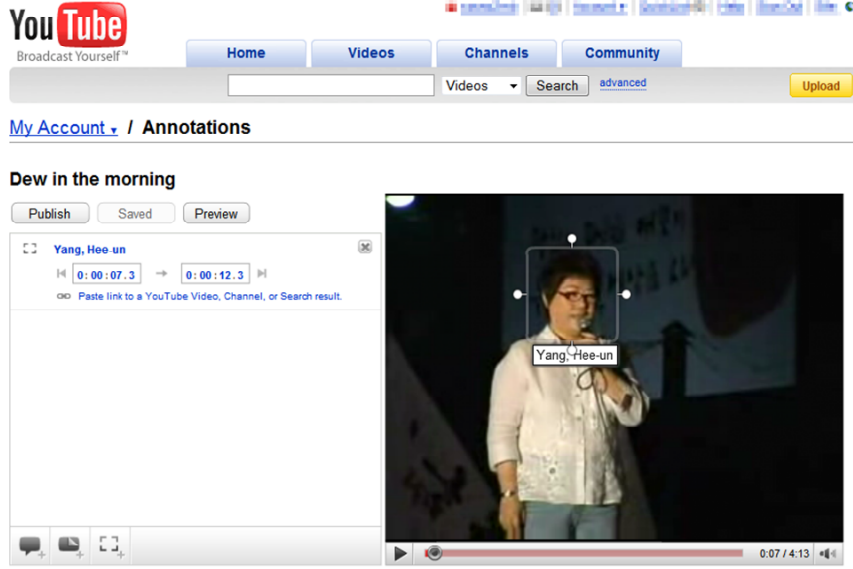 YouTube
Broadcast Yourself™
Home Videos Channels Community
Videos Search advanced Upload
My Account / Annotations
Dew in the morning
Publish Saved Preview
Yang, Hee-un
0:00:07.3 0:00:12.3
Paste link to a YouTube Video, Channel, or Search result.
Yang, Hee-un
0:07 / 4:13